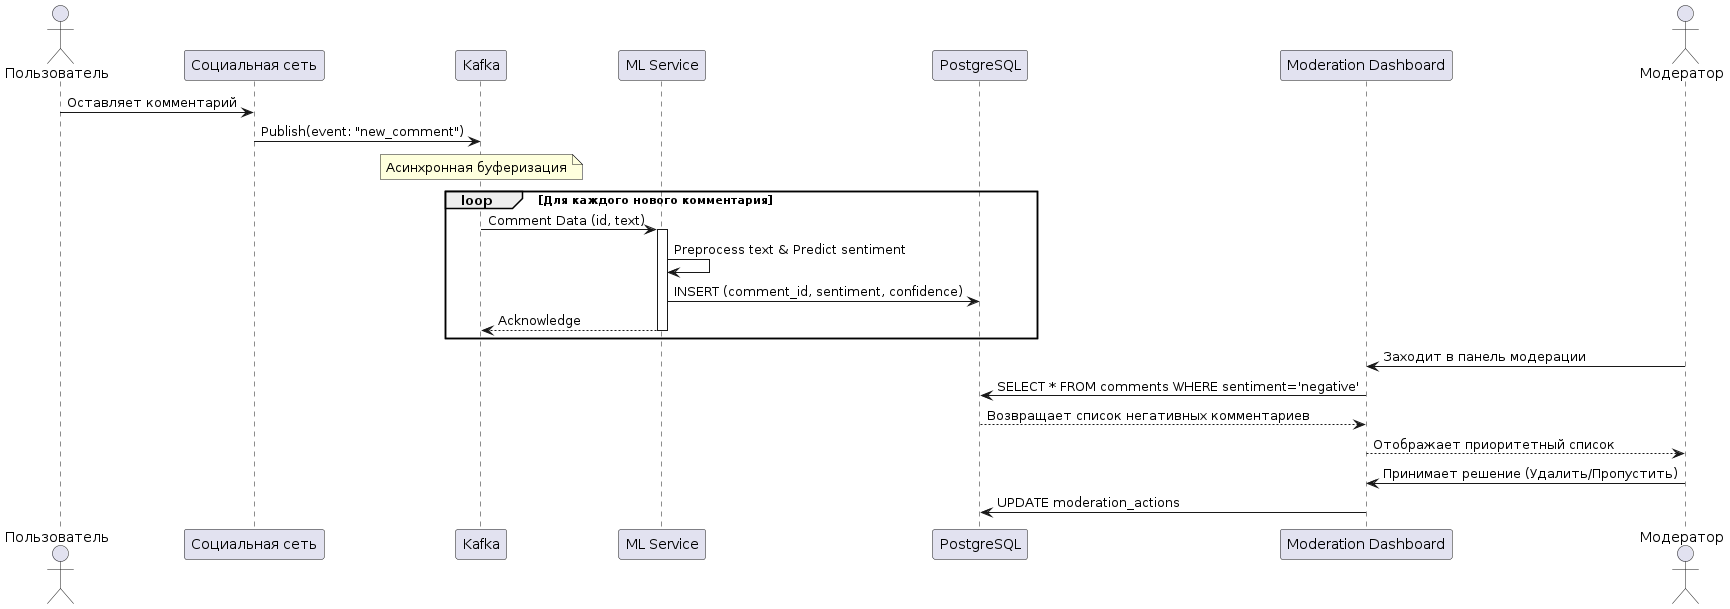 Пользователь
Социальная сеть
Kafka
ML Service
PostgreSQL
Moderation Dashboard
Модератор
Оставляет комментарий
Publish(event: "new_comment")
Асинхронная буферизация
loop [Для каждого нового комментария]
Comment Data (id, text)
Preprocess text & Predict sentiment
INSERT (comment_id, sentiment, confidence)
Acknowledge
Заходит в панель модерации
SELECT * FROM comments WHERE sentiment='negative'
Возвращает список негативных комментариев
Отображает приоритетный список
Принимает решение (Удалить/Пропустить)
UPDATE moderation_actions
Пользователь
Социальная сеть
Kafka
ML Service
PostgreSQL
Moderation Dashboard
Модератор